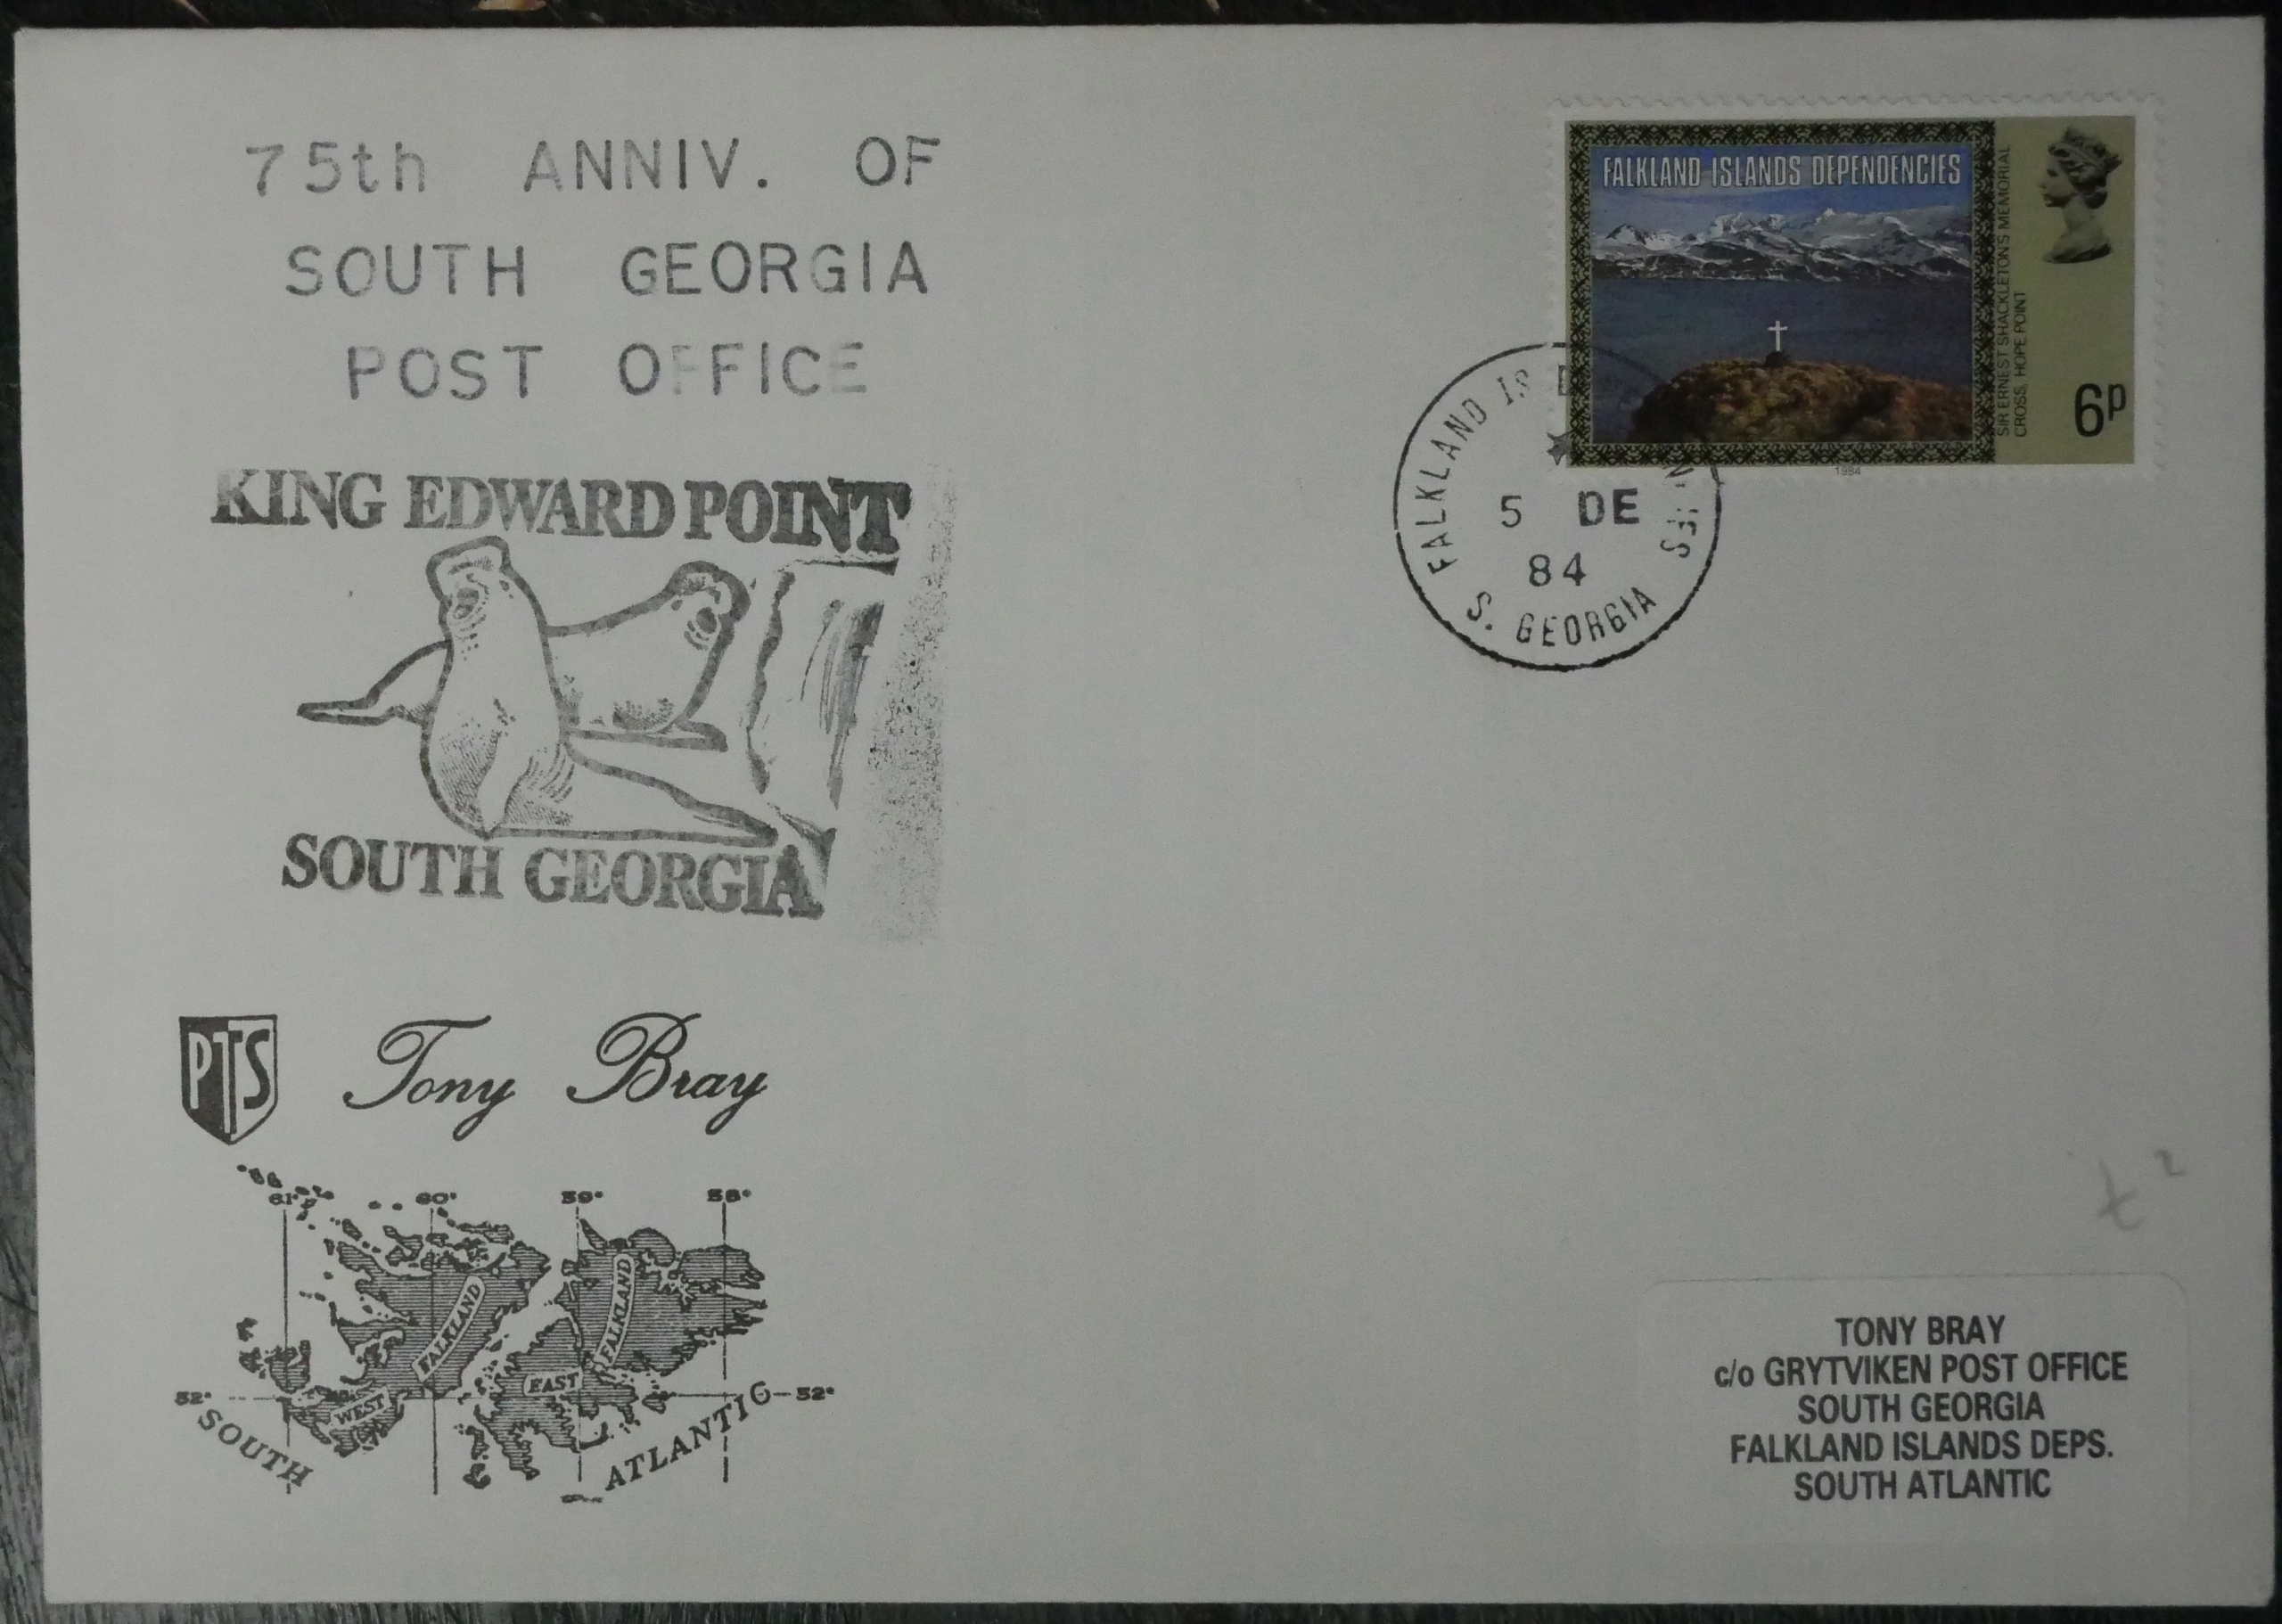 75th ANNIV. OF
SOUTH GEORGIA
POST OFFICE
KING EDWARD POINT
SOUTH GEORGIA
PTS
Tony Bray
61° 60° 59° 58°
FALKLAND
FALKLAND
WEST
EAST
52°
52°
SOUTH
ATLANTIC
FALKLAND ISLANDS DEPENDENCIES
SIR ERNEST SHACKLETON'S MEMORIAL
CROSS, HOPE POINT
6P
1984
FALKLAND IS
5 DE
84
S. GEORGIA
TONY BRAY
c/o GRYTVIKEN POST OFFICE
SOUTH GEORGIA
FALKLAND ISLANDS DEPS.
SOUTH ATLANTIC